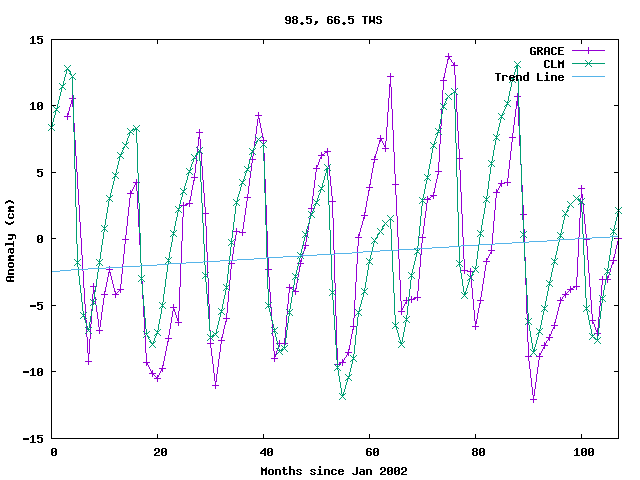 98.5, 66.5 TWS
GRACE
CLM
Trend Line
Anomaly (cm)
15
10
5
0
-5
-10
-15
0 20 40 60 80 100
Months since Jan 2002